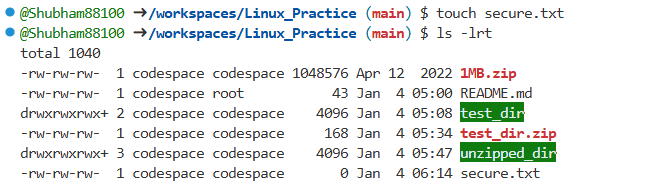 @Shubham88100 ➜/workspaces/Linux_Practice (main) $ touch secure.txt
@Shubham88100 ➜/workspaces/Linux_Practice (main) $ ls -lrt
total 1040
-rw-rw-rw-  1 codespace codespace 1048576 Apr 12  2022 1MB.zip
-rw-rw-rw-  1 codespace root           43 Jan  4 05:00 README.md
drwxrwxrwx+ 2 codespace codespace    4096 Jan  4 05:08 test_dir
-rw-rw-rw-  1 codespace codespace     168 Jan  4 05:34 test_dir.zip
drwxrwxrwx+ 3 codespace codespace    4096 Jan  4 05:47 unzipped_dir
-rw-rw-rw-  1 codespace codespace       0 Jan  4 06:14 secure.txt